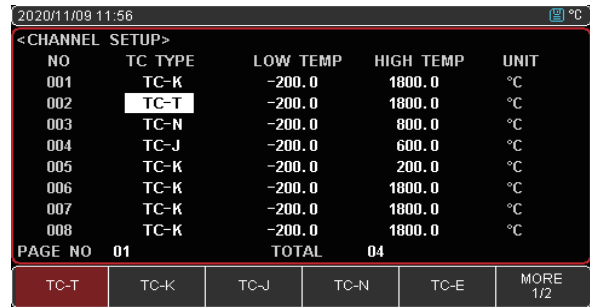 2020/11/09 11:56 °C
<CHANNEL SETUP>
NO TC TYPE LOW TEMP HIGH TEMP UNIT
001 TC-K -200.0 1800.0 °C
002 TC-T -200.0 1800.0 °C
003 TC-N -200.0 800.0 °C
004 TC-J -200.0 600.0 °C
005 TC-K -200.0 200.0 °C
006 TC-K -200.0 1800.0 °C
007 TC-K -200.0 1800.0 °C
008 TC-K -200.0 1800.0 °C
PAGE NO 01 TOTAL 04
TC-T TC-K TC-J TC-N TC-E MORE
1/2